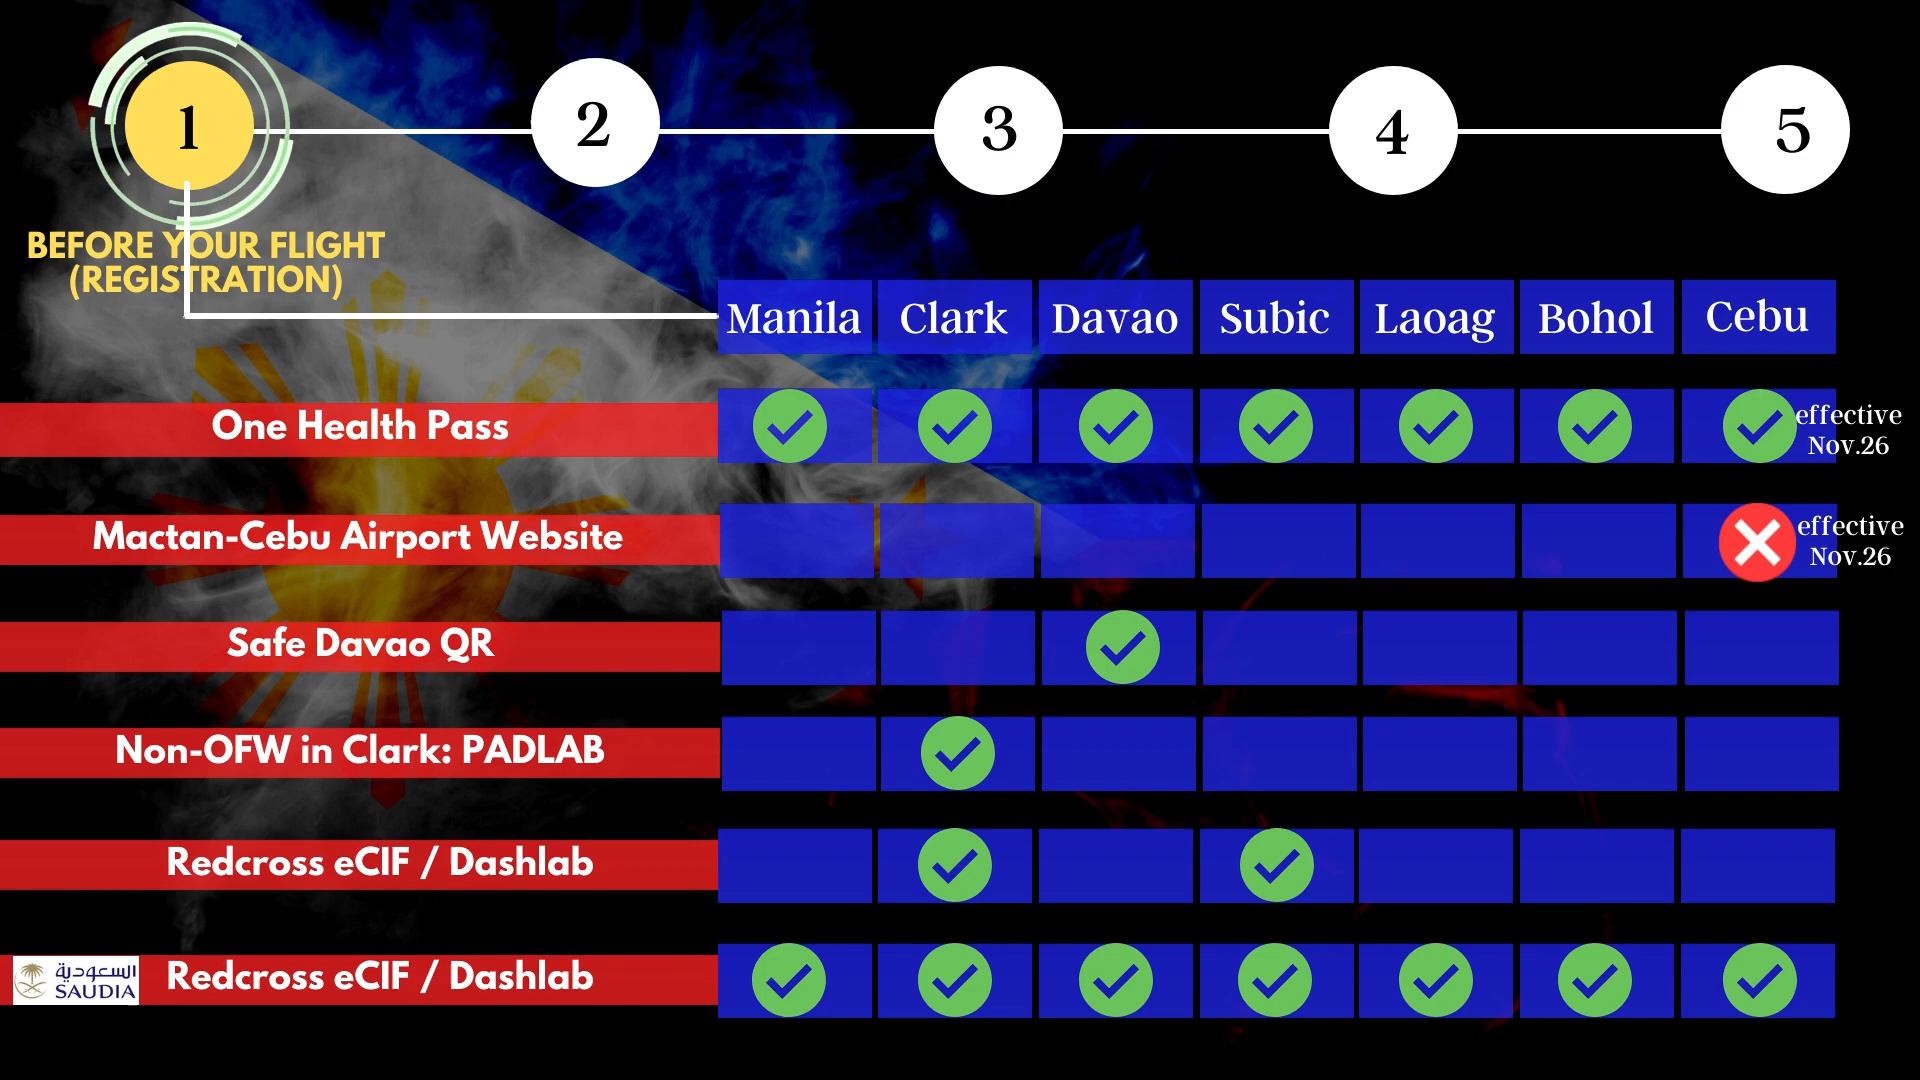 1
2
3
4
5
BEFORE YOUR FLIGHT
(REGISTRATION)
Manila Clark Davao Subic Laoag Bohol Cebu
One Health Pass
effective
Nov.26
Mactan-Cebu Airport Website
effective
Nov.26
Safe Davao QR
Non-OFW in Clark: PADLAB
Redcross eCIF / Dashlab
السعودية
SAUDIA
Redcross eCIF / Dashlab